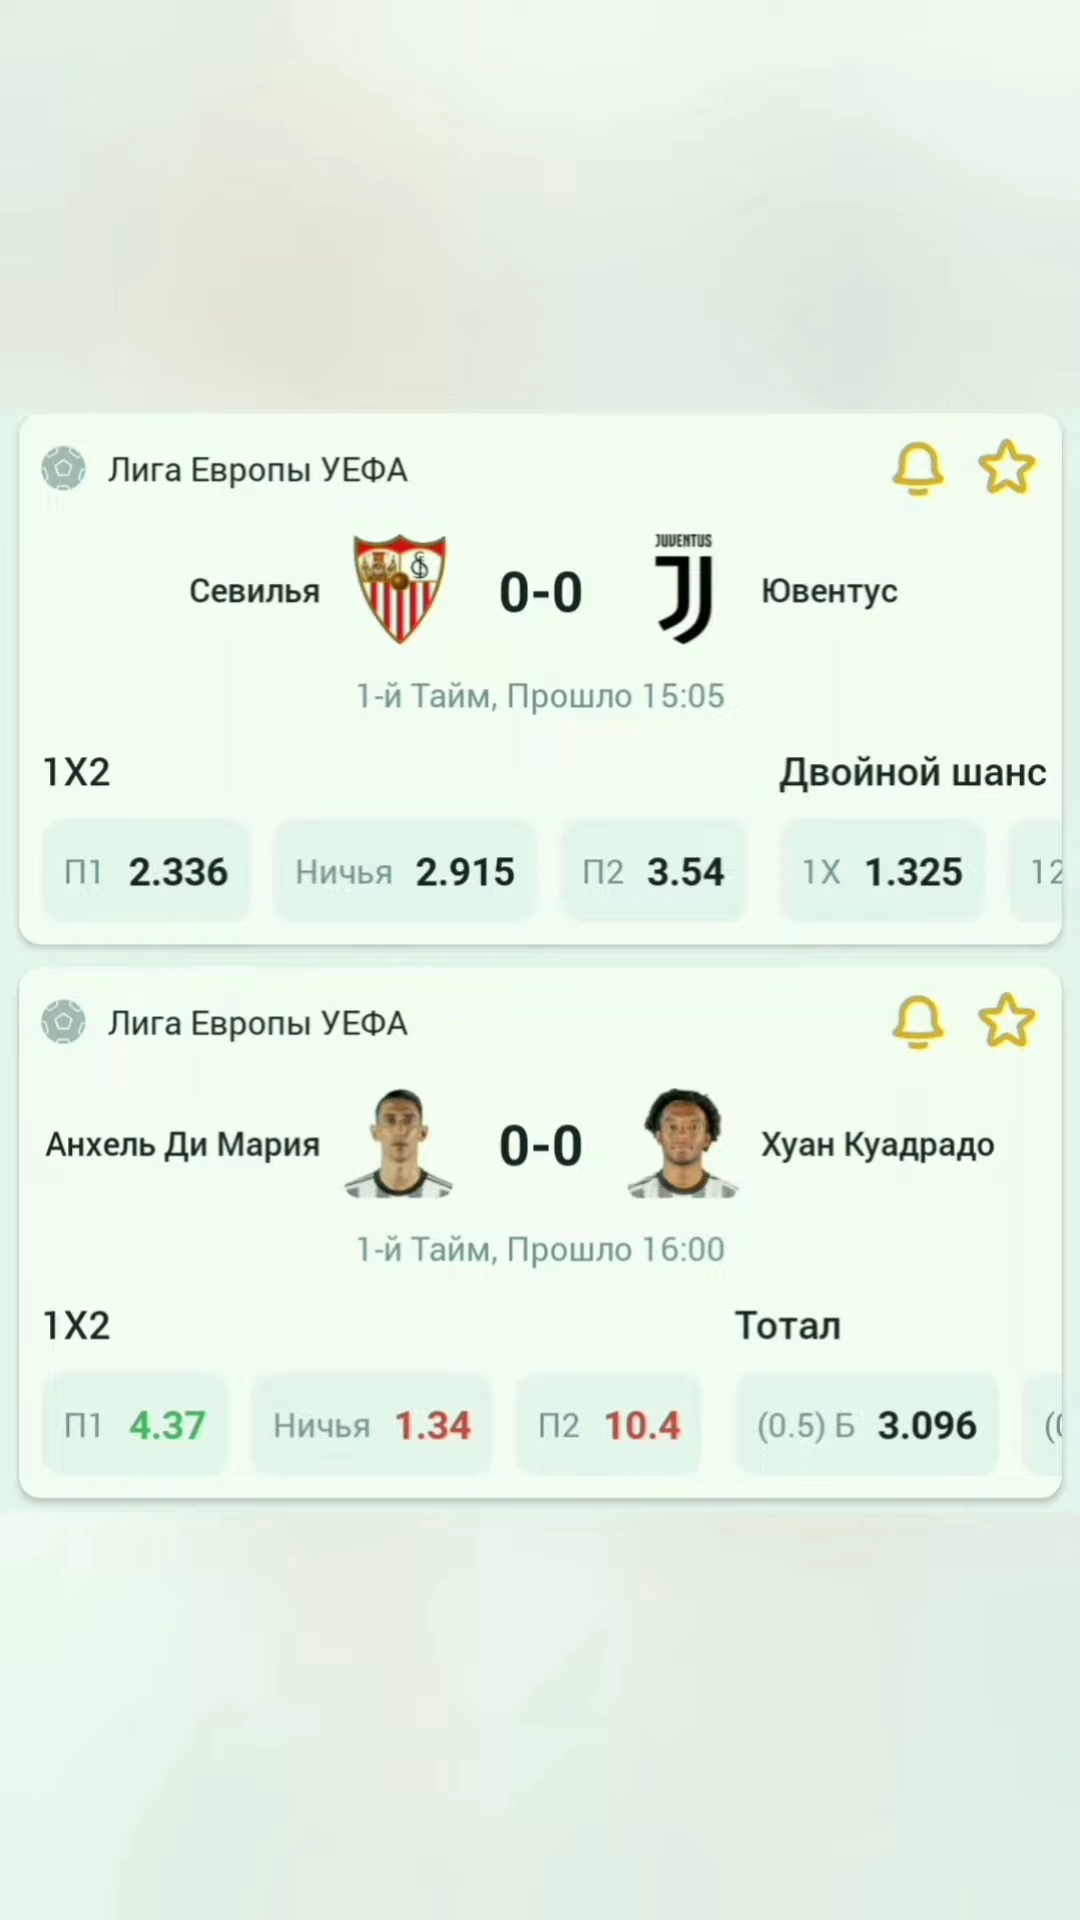 Лига Европы УЕФА
JUVENTUS
Севилья 0-0 Ювентус
1-й Тайм, Прошло 15:05
1X2 Двойной шанс
П1 2.336 Ничья 2.915 П2 3.54 1X 1.325 12
Лига Европы УЕФА
Анхель Ди Мария 0-0 Хуан Куадрадо
1-й Тайм, Прошло 16:00
1X2 Тотал
П1 4.37 Ничья 1.34 П2 10.4 (0.5) Б 3.096